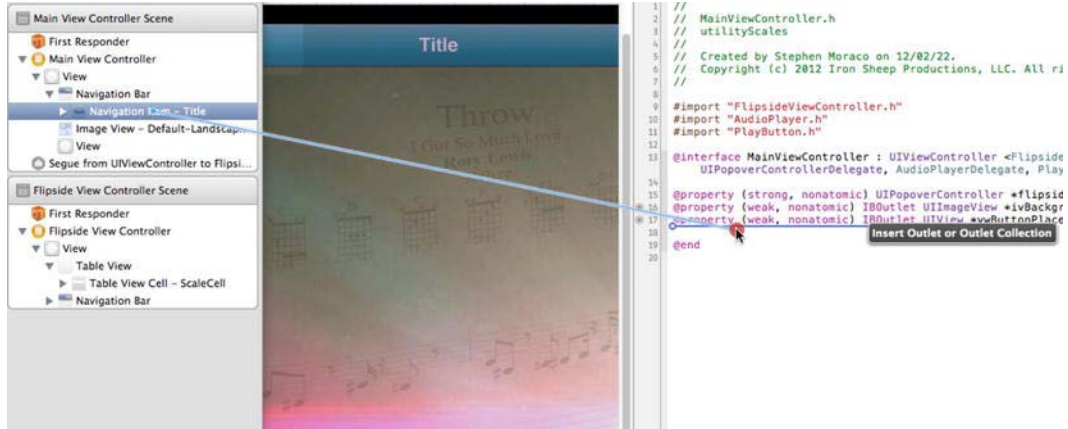 Main View Controller Scene
First Responder
Main View Controller
View
Navigation Bar
Navigation Item - Title
Image View - Default-Landscap...
View
Segue from UIViewController to Flipsi...
Flipside View Controller Scene
First Responder
Flipside View Controller
View
Table View
Table View Cell - ScaleCell
Navigation Bar
Title
Throw
I Got So Much Love
Rory Lewis
1 //
2 // MainViewController.h
3 // utilityScales
4 //
5 // Created by Stephen Moraco on 12/02/22.
6 // Copyright (c) 2012 Iron Sheep Productions, LLC. All ri
7 //
8
9 #import "FlipsideViewController.h"
10 #import "AudioPlayer.h"
11 #import "PlayButton.h"
12
13 @interface MainViewController : UIViewController <Flipside
UIPopoverControllerDelegate, AudioPlayerDelegate, Play
14
15 @property (strong, nonatomic) UIPopoverController *flipsid
16 @property (weak, nonatomic) IBOutlet UIImageView *ivBackgr
17 @property (weak, nonatomic) IBOutlet UIView *vwButtonPlace
18
Insert Outlet or Outlet Collection
19 @end
20